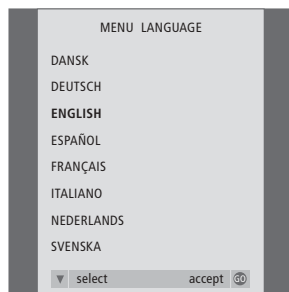 MENU LANGUAGE
DANSK
DEUTSCH
ENGLISH
ESPAÑOL
FRANÇAIS
ITALIANO
NEDERLANDS
SVENSKA
▼ select accept GO